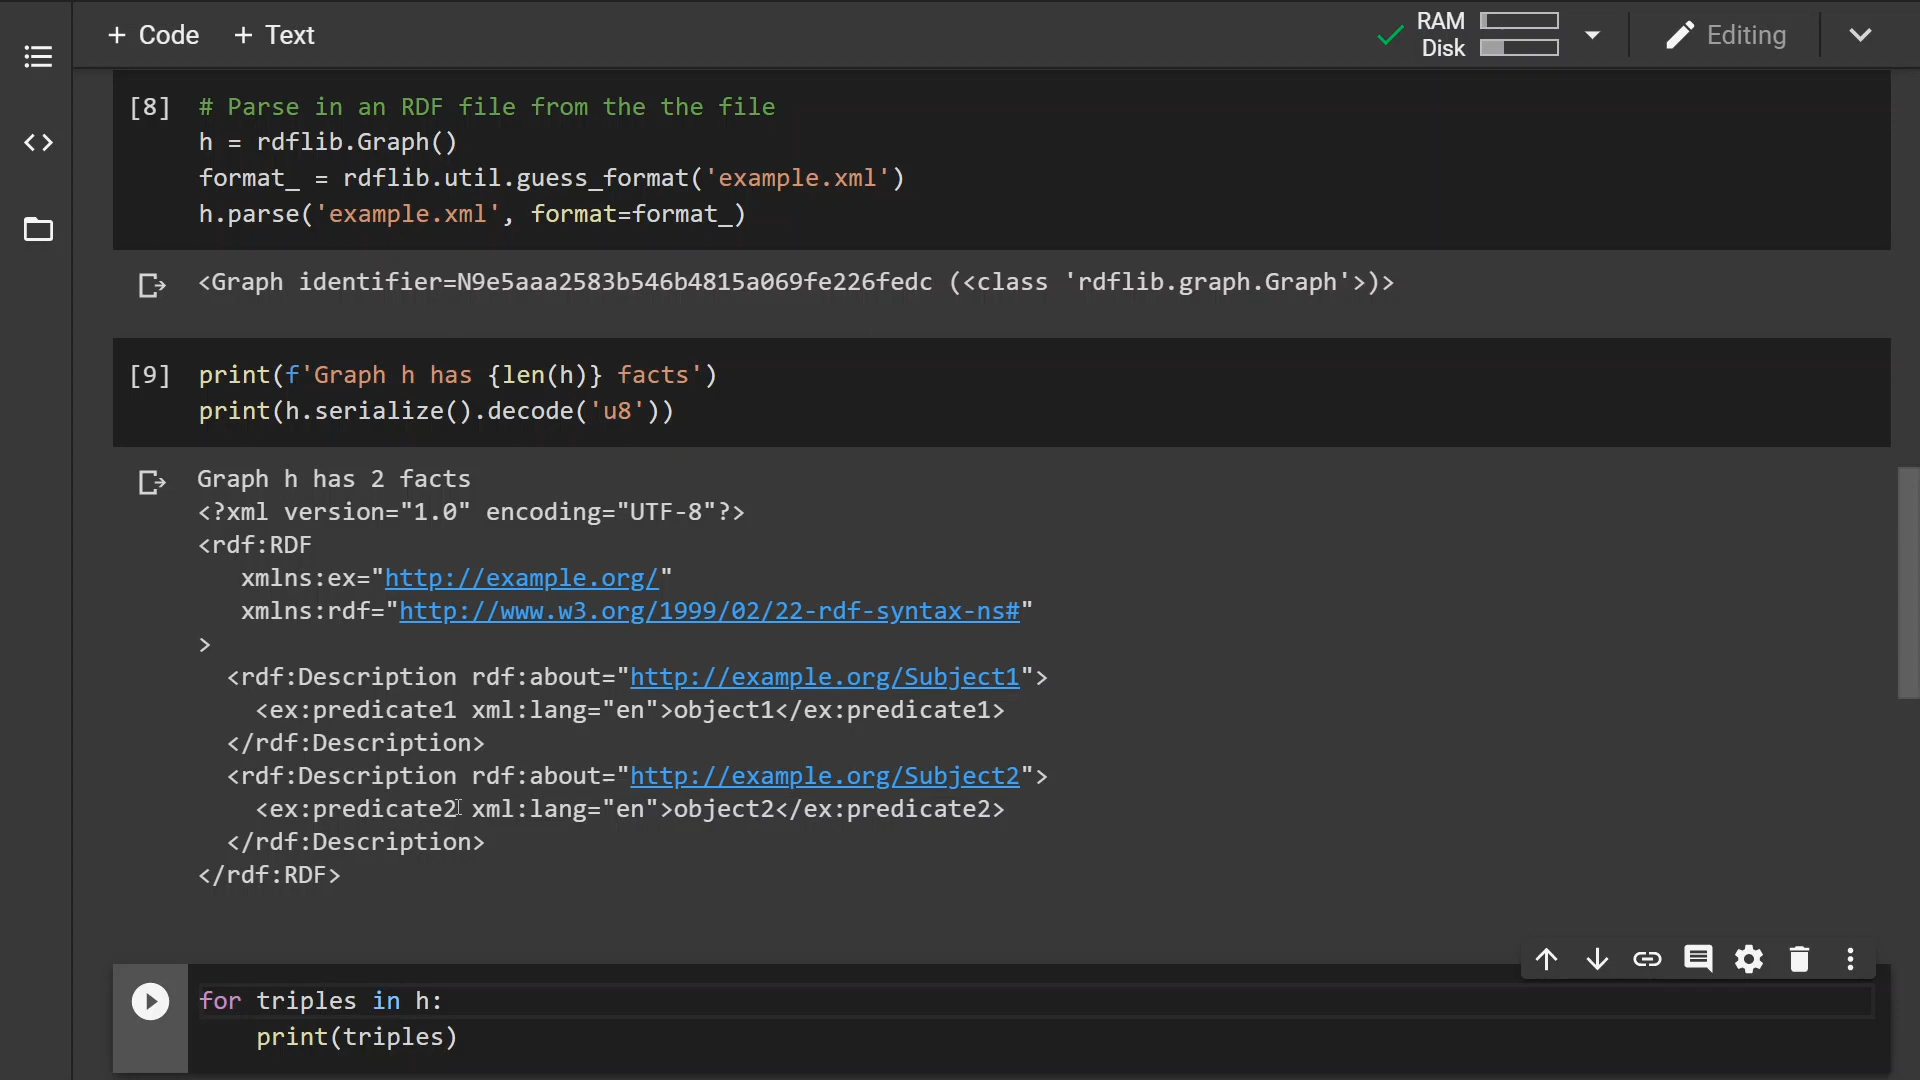 + Code + Text
RAM
Disk
Editing
[8] # Parse in an RDF file from the the file
h = rdflib.Graph()
format_ = rdflib.util.guess_format('example.xml')
h.parse('example.xml', format=format_)
<Graph identifier=N9e5aaa2583b546b4815a069fe226fedc (<class 'rdflib.graph.Graph'>)>
[9] print(f'Graph h has {len(h)} facts')
print(h.serialize().decode('u8'))
Graph h has 2 facts
<?xml version="1.0" encoding="UTF-8"?>
<rdf:RDF
   xmlns:ex="http://example.org/"
   xmlns:rdf="http://www.w3.org/1999/02/22-rdf-syntax-ns#"
>
  <rdf:Description rdf:about="http://example.org/Subject1">
    <ex:predicate1 xml:lang="en">object1</ex:predicate1>
  </rdf:Description>
  <rdf:Description rdf:about="http://example.org/Subject2">
    <ex:predicate2 xml:lang="en">object2</ex:predicate2>
  </rdf:Description>
</rdf:RDF>
for triples in h:
    print(triples)